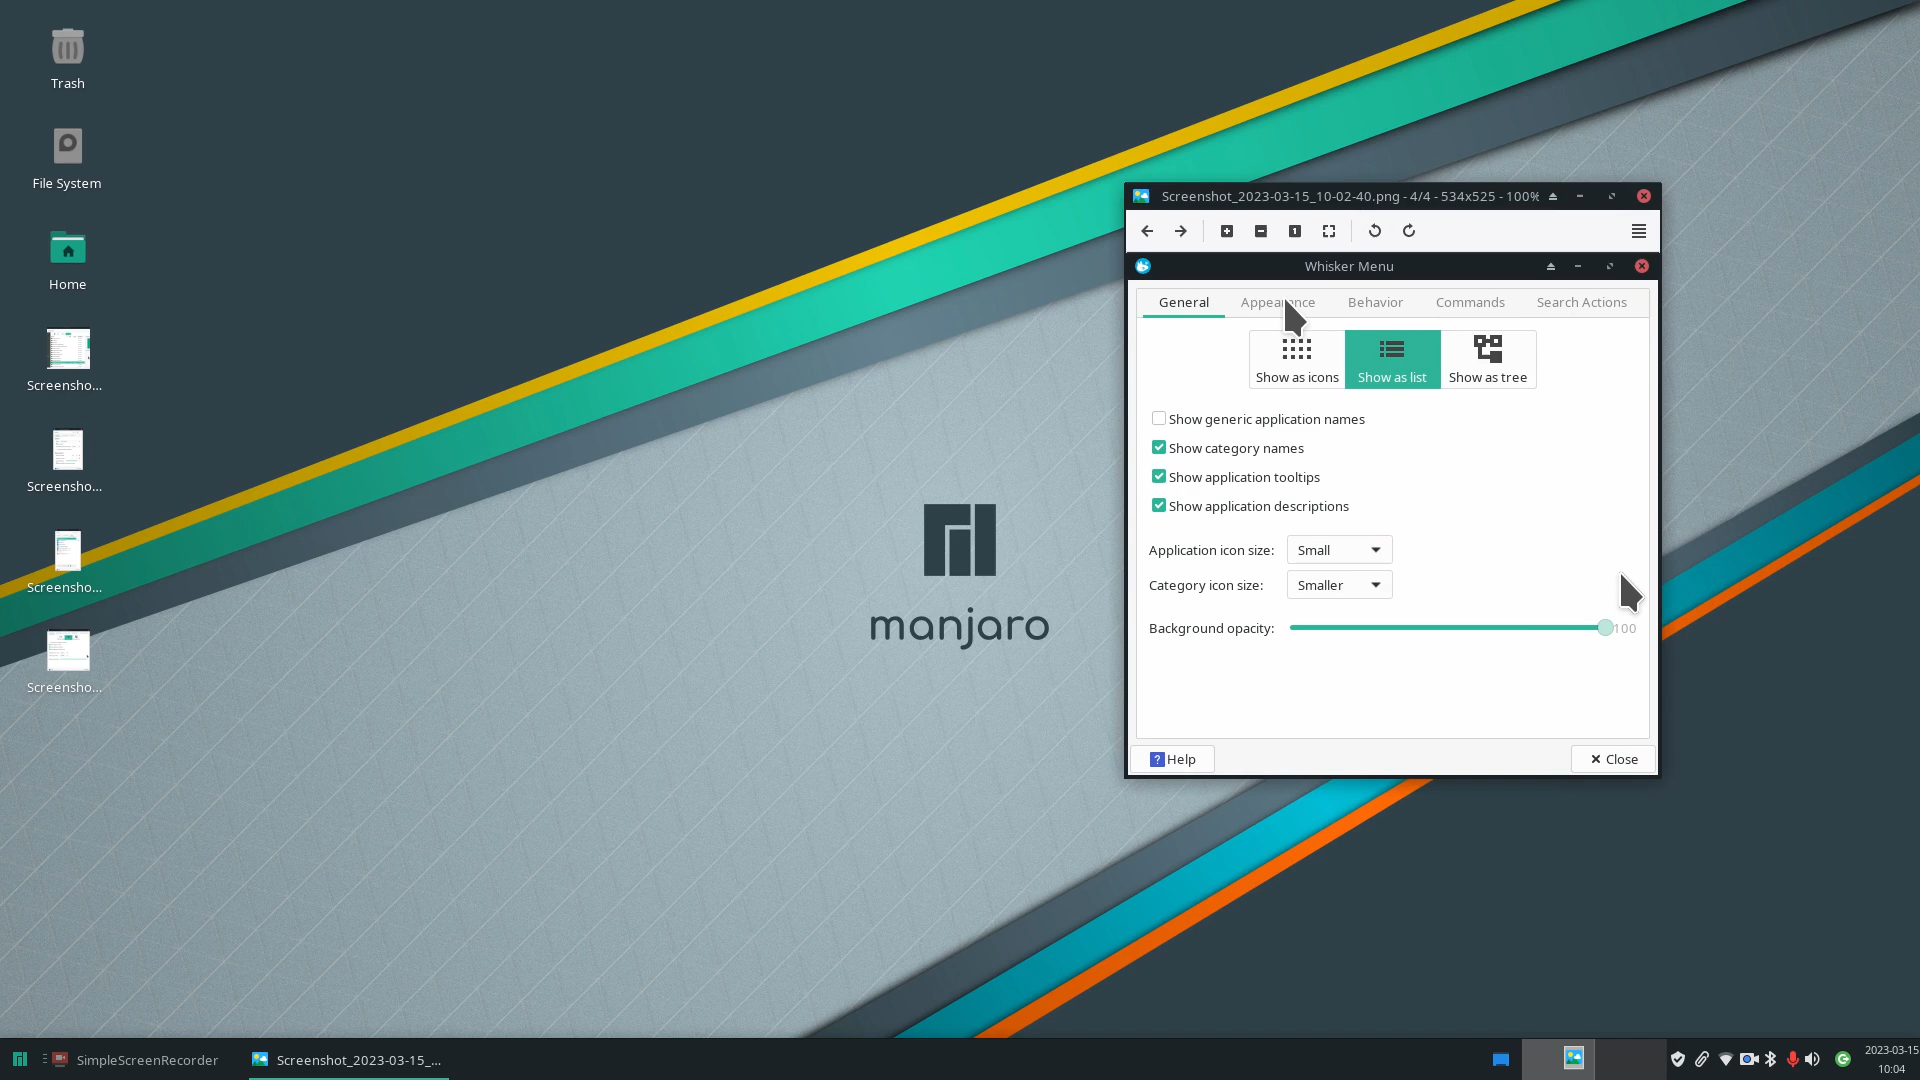 Trash
File System
Home
Screensho...
Screensho...
Screensho...
Screensho...
manjaro
Screenshot_2023-03-15_10-02-40.png - 4/4 - 534x525 - 100%
Whisker Menu
General Appearance Behavior Commands Search Actions
Show as icons Show as list Show as tree
Show generic application names
Show category names
Show application tooltips
Show application descriptions
Application icon size: Small
Category icon size: Smaller
Background opacity: 100
? Help
Close
SimpleScreenRecorder
Screenshot_2023-03-15_...
2023-03-15
10:04